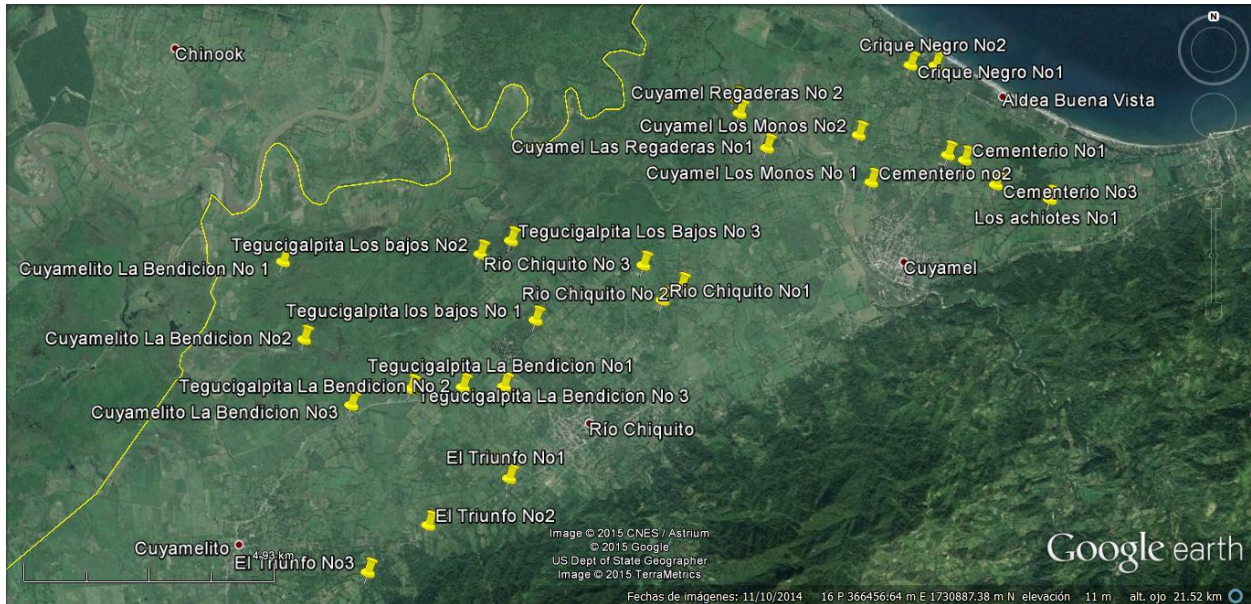 N
Chinook
Crique Negro No2
Crique Negro No1
Aldea Buena Vista
Cuyamel Regaderas No 2
Cuyamel Los Monos No2
Cuyamel Las Regaderas No1
Cementerio No1
Cuyamel Los Monos No 1
Cementerio no2
Cementerio No3
Los achiotes No1
Tegucigalpita Los Bajos No 3
Tegucigalpita Los bajos No2
Cuyamelito La Bendicion No 1
Rio Chiquito No 3
Cuyamel
Rio Chiquito No 2
Rio Chiquito No1
Tegucigalpita los bajos No 1
Cuyamelito La Bendicion No2
Tegucigalpita La Bendicion No1
Tegucigalpita La Bendicion No 2
Tegucigalpita La Bendicion No 3
Cuyamelito La Bendicion No3
Río Chiquito
El Triunfo No1
El Triunfo No2
Cuyamelito
4.93 km
El Triunfo No3
Image © 2015 CNES / Astrium
© 2015 Google
US Dept of State Geographer
Image © 2015 TerraMetrics
Google earth
Fechas de imágenes: 11/10/2014 16 P 366456.64 m E 1730887.38 m N elevación 11 m alt. ojo 21.52 km